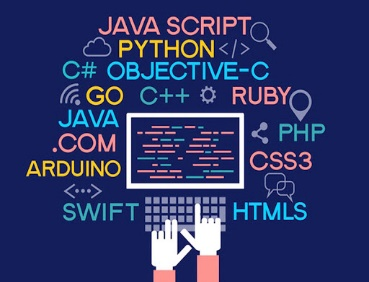 JAVA SCRIPT
PYTHON </>
C# OBJECTIVE-C
GO C++ RUBY
JAVA PHP
.COM CSS3
ARDUINO
SWIFT HTMLS